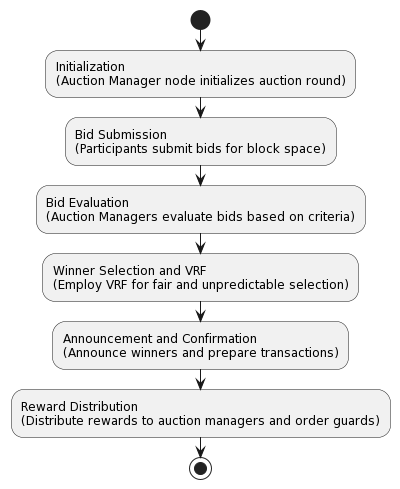 Initialization
(Auction Manager node initializes auction round)
Bid Submission
(Participants submit bids for block space)
Bid Evaluation
(Auction Managers evaluate bids based on criteria)
Winner Selection and VRF
(Employ VRF for fair and unpredictable selection)
Announcement and Confirmation
(Announce winners and prepare transactions)
Reward Distribution
(Distribute rewards to auction managers and order guards)